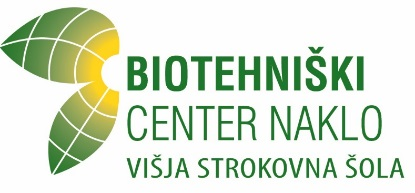 BIOTEHNIŠKI
CENTER NAKLO
VIŠJA STROKOVNA ŠOLA